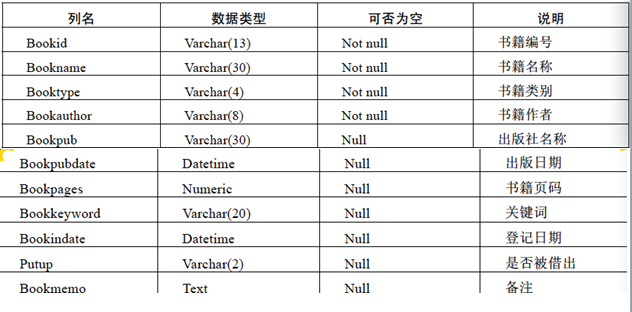 列名 数据类型 可否为空 说明
Bookid Varchar(13) Not null 书籍编号
Bookname Varchar(30) Not null 书籍名称
Booktype Varchar(4) Not null 书籍类别
Bookauthor Varchar(8) Not null 书籍作者
Bookpub Varchar(30) Null 出版社名称
Bookpubdate Datetime Null 出版日期
Bookpages Numeric Null 书籍页码
Bookkeyword Varchar(20) Null 关键词
Bookindate Datetime Null 登记日期
Putup Varchar(2) Null 是否被借出
Bookmemo Text Null 备注